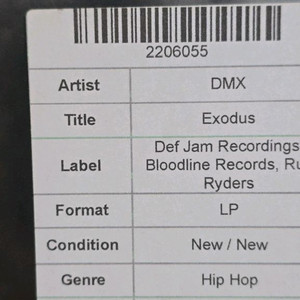 2206055
Artist DMX
Title Exodus
Def Jam Recordings
Label Bloodline Records,
Ryders
Format LP
Condition New / New
Genre Hip Hop